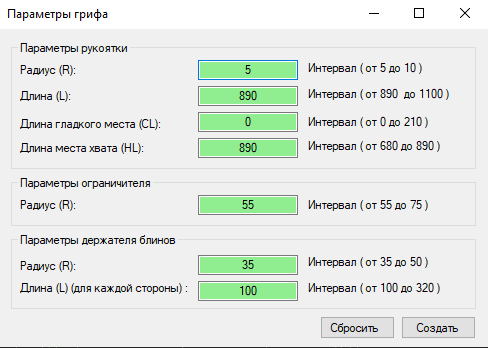 Параметры грифа
Параметры рукоятки
Радиус (R): 5 Интервал ( от 5 до 10 )
Длина (L): 890 Интервал ( от 890 до 1100 )
Длина гладкого места (CL): 0 Интервал ( от 0 до 210 )
Длина места хвата (HL): 890 Интервал ( от 680 до 890 )
Параметры ограничителя
Радиус (R): 55 Интервал ( от 55 до 75 )
Параметры держателя блинов
Радиус (R): 35 Интервал ( от 35 до 50 )
Длина (L) (для каждой стороны) : 100 Интервал ( от 100 до 320 )
Сбросить Создать